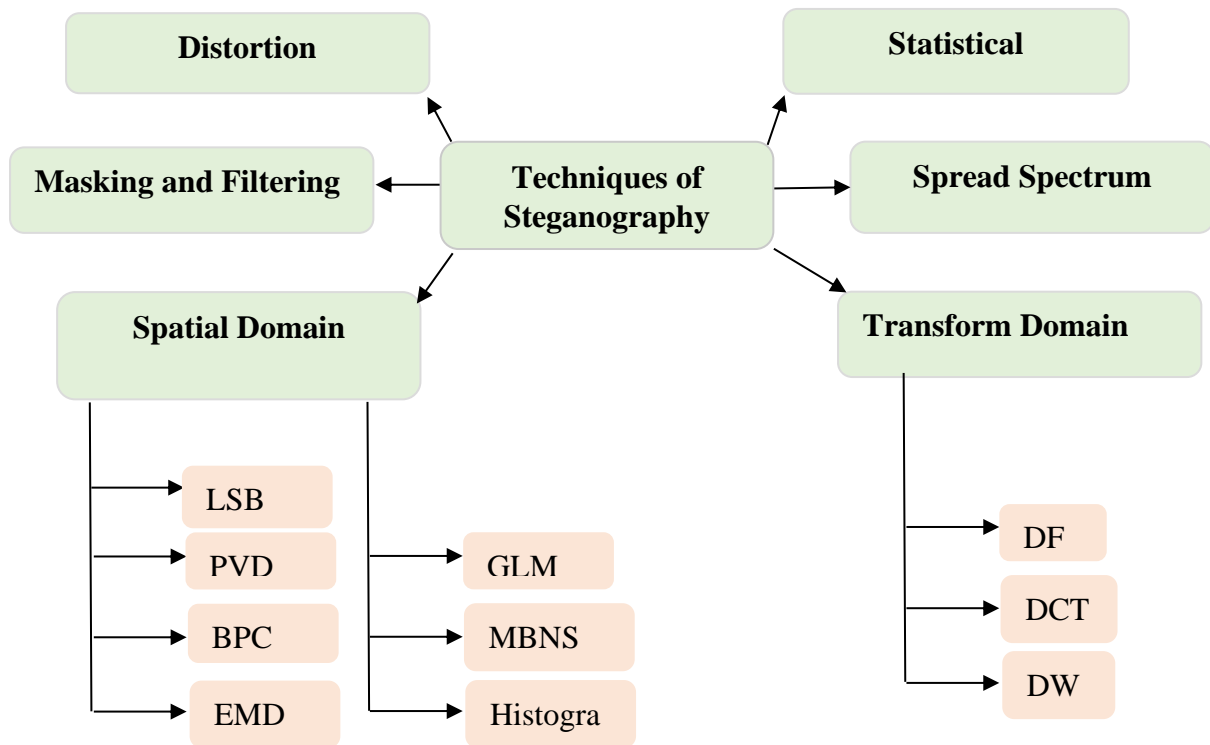 Distortion
Statistical
Masking and Filtering
Techniques of
Steganography
Spread Spectrum
Spatial Domain
Transform Domain
LSB
PVD
BPC
EMD
GLM
MBNS
Histogra
DF
DCT
DW